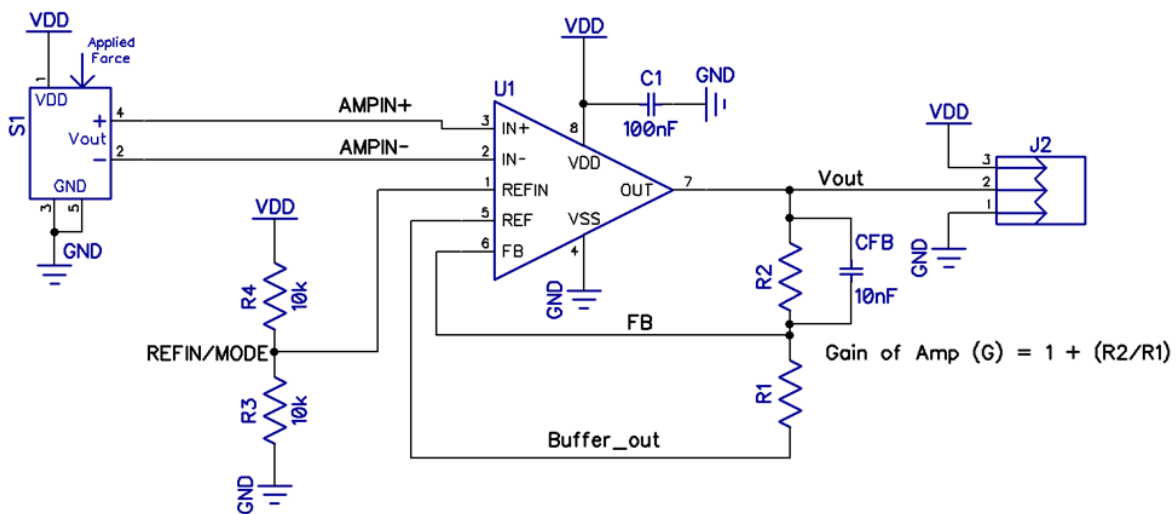 VDD
Applied
Farce
1
VDD
S1
+
4
Vout
−
2
GND
3
5
GND
AMPIN+
AMPIN-
VDD
R4
10k
REFIN/MODE
R3
10k
GND
U1
VDD
C1
100nF
GND
3
IN+
2
IN-
1
REFIN
5
REF
6
FB
8
VDD
OUT
7
VSS
4
GND
Vout
R2
CFB
10nF
FB
R1
Buffer_out
Gain of Amp (G) = 1 + (R2/R1)
VDD
J2
3
2
1
GND